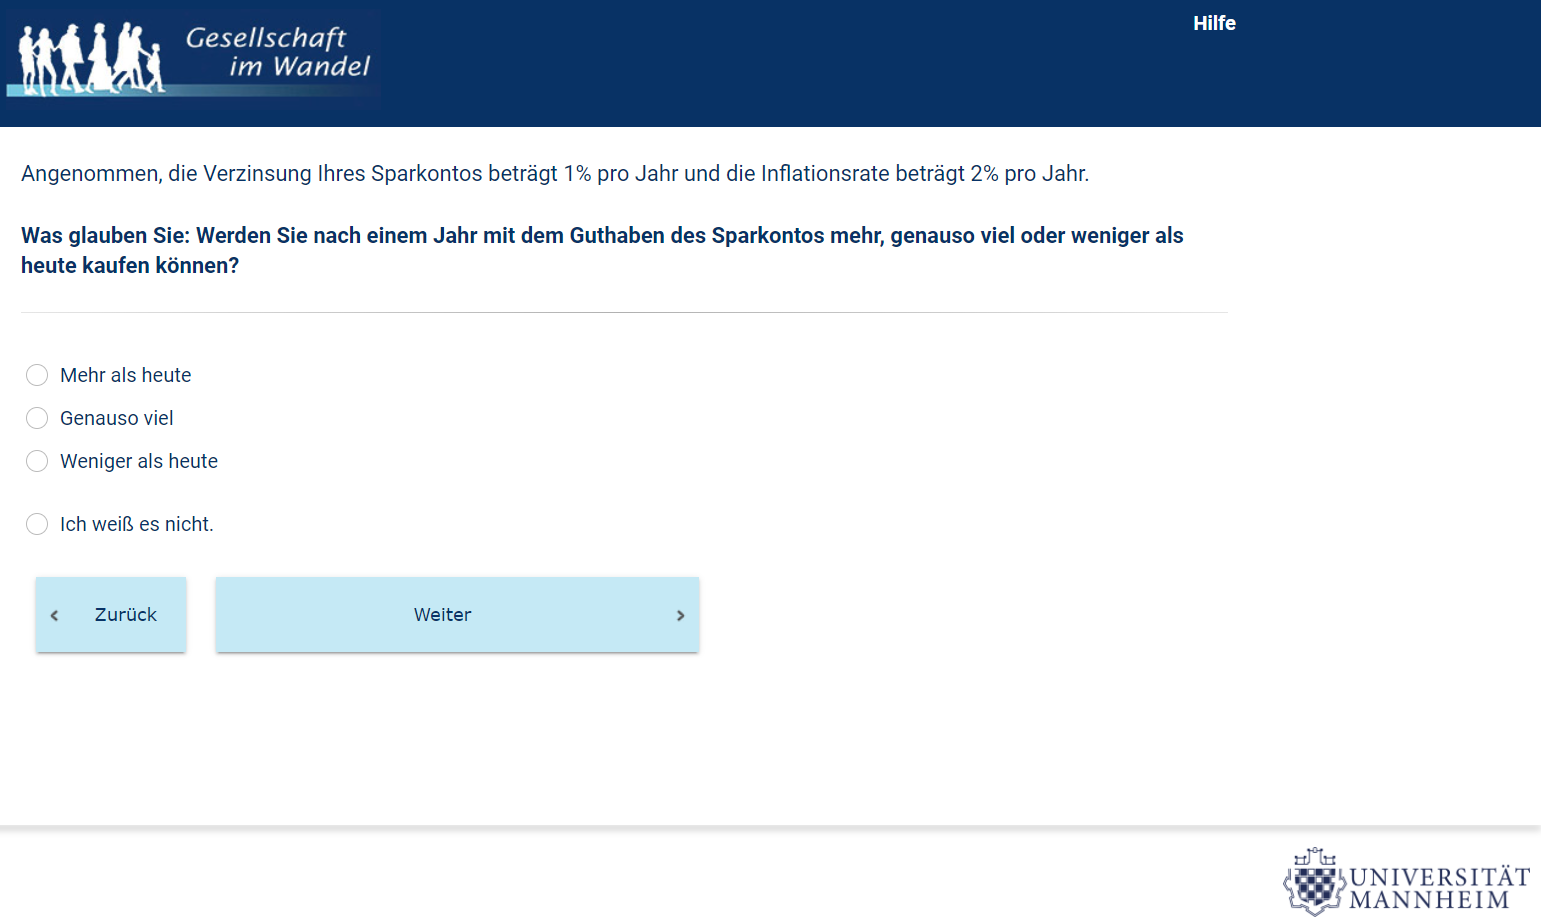 Gesellschaft
im Wandel
Hilfe
Angenommen, die Verzinsung Ihres Sparkontos beträgt 1% pro Jahr und die Inflationsrate beträgt 2% pro Jahr.
Was glauben Sie: Werden Sie nach einem Jahr mit dem Guthaben des Sparkontos mehr, genauso viel oder weniger als
heute kaufen können?
Mehr als heute
Genauso viel
Weniger als heute
Ich weiß es nicht.
Zurück
Weiter
UNIVERSITÄT
MANNHEIM